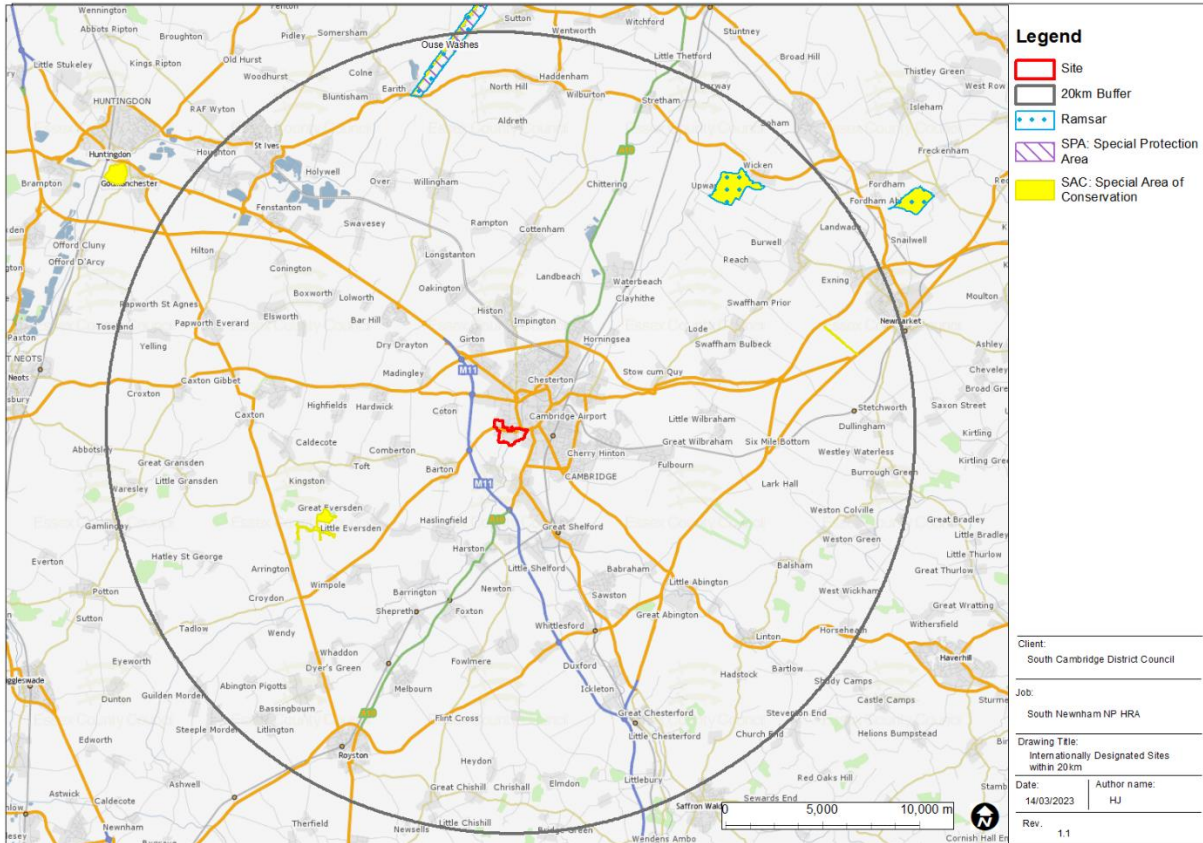 Legend
Site
20km Buffer
Ramsar
SPA: Special Protection
Area
SAC: Special Area of
Conservation
Client:
South Cambridge District Council
Job:
South Newnham NP HRA
Drawing Title:
Internationally Designated Sites
within 20km
Date:
14/03/2023
Author name:
HJ
Rev.
1.1
Wennington
Abbots Ripton
Broughton
Old Hurst
Pidley
Somersham
Sutton
Wentworth
Witchford
Stuntney
Little Thetford
Broad Hill
Thistley Green
West Row
Little Stukeley
Kings Ripton
Woodhurst
Colne
Ouse Washes
Haddenham
Isleham
HUNTINGDON
RAF Wyton
Bluntisham
Earith
North Hill
Wilburton
Stretham
Soham
Aldreth
Freckenham
Huntingdon
Houghton
St Ives
Holywell
Over
Willingham
Chittering
Wicken
Fordham
Brampton
Godmanchester
Fenstanton
Swavesey
Rampton
Cottenham
Landwade
Snailwell
Offord Cluny
Offord D'Arcy
Hilton
Longstanton
Burwell
Reach
Exning
Conington
Oakington
Landbeach
Waterbeach
Clayhithe
Moulton
Papworth St Agnes
Boxworth
Lolworth
Swaffham Prior
Toseland
Papworth Everard
Elsworth
Bar Hill
Histon
Impington
Newmarket
Paxton
Yelling
Dry Drayton
Girton
Horningsea
Lode
Swaffham Bulbeck
Ashley
T NEOTS
Neots
Madingley
M11
Chesterton
Stow cum Quy
Cheveley
Croxton
Caxton Gibbet
Highfields
Hardwick
Coton
Stetchworth
Saxon Street
Caxton
Cambridge Airport
Little Wilbraham
Dullingham
Kirtling
Abbotsley
Caldecote
Comberton
Barton
Great Wilbraham
Six Mile Bottom
Toft
Cherry Hinton
Fulbourn
Westley Waterless
Great Gransden
Little Gransden
Kingston
M11
CAMBRIDGE
Lark Hall
Burrough Green
Waresley
Great Eversden
Little Eversden
Haslingfield
Great Shelford
Weston Colville
Gamlingay
Great Bradley
Little Bradley
Hatley St George
Harston
Weston Green
Everton
Arrington
Little Shelford
Babraham
Balsham
Little Thurlow
Great Thurlow
Wimpole
Barrington
Newton
Sawston
Little Abington
West Wickham
Potton
Croydon
Shepreth
Foxton
Great Abington
Great Wratting
Sutton
Tadlow
Wendy
Whittlesford
Linton
Horseheath
Withersfield
Whaddon
Fowlmere
Bartlow
Haverhill
Eyeworth
Dyer's Green
Duxford
Hadstock
Shudy Camps
Guilden Morden
Abington Pigotts
Melbourn
Ickleton
Castle Camps
Dunton
Bassingbourn
Flint Cross
Great Chesterford
Steventon End
Steeple Morden
Litlington
Little Chesterford
Church End
Helions Bumpstead
Edworth
Royston
Heydon
Red Oaks Hill
Ashwell
Littlebury
Astwick
Caldecote
Great Chishill
Chrishall
Elmdon
Saffron Wald
Sewards End
Newnham
Therfield
Newsells
Little Chishill
Bridge Green
Wendens Ambo
Cornish Hall En
0
5,000
10,000 m
N